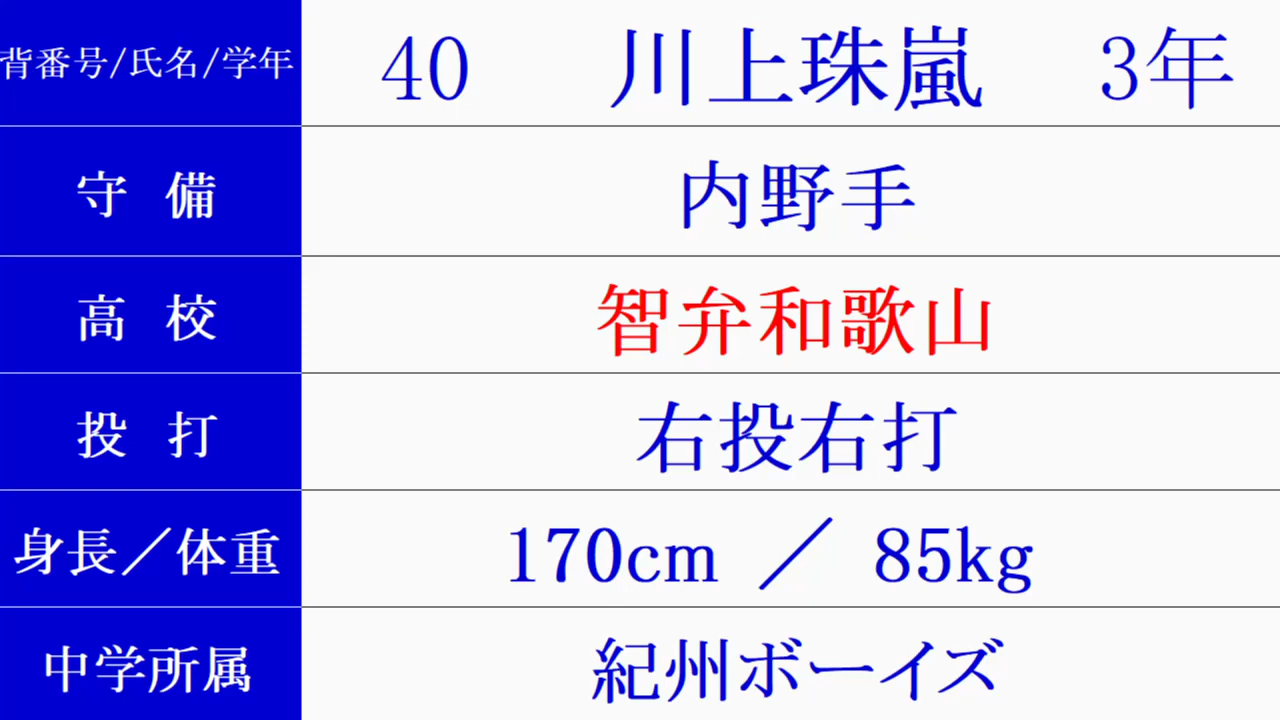 背番号/氏名/学年 40 川上珠嵐 3年
守備 内野手
高校 智弁和歌山
投打 右投右打
身長／体重 170cm ／ 85kg
中学所属 紀州ボーイズ